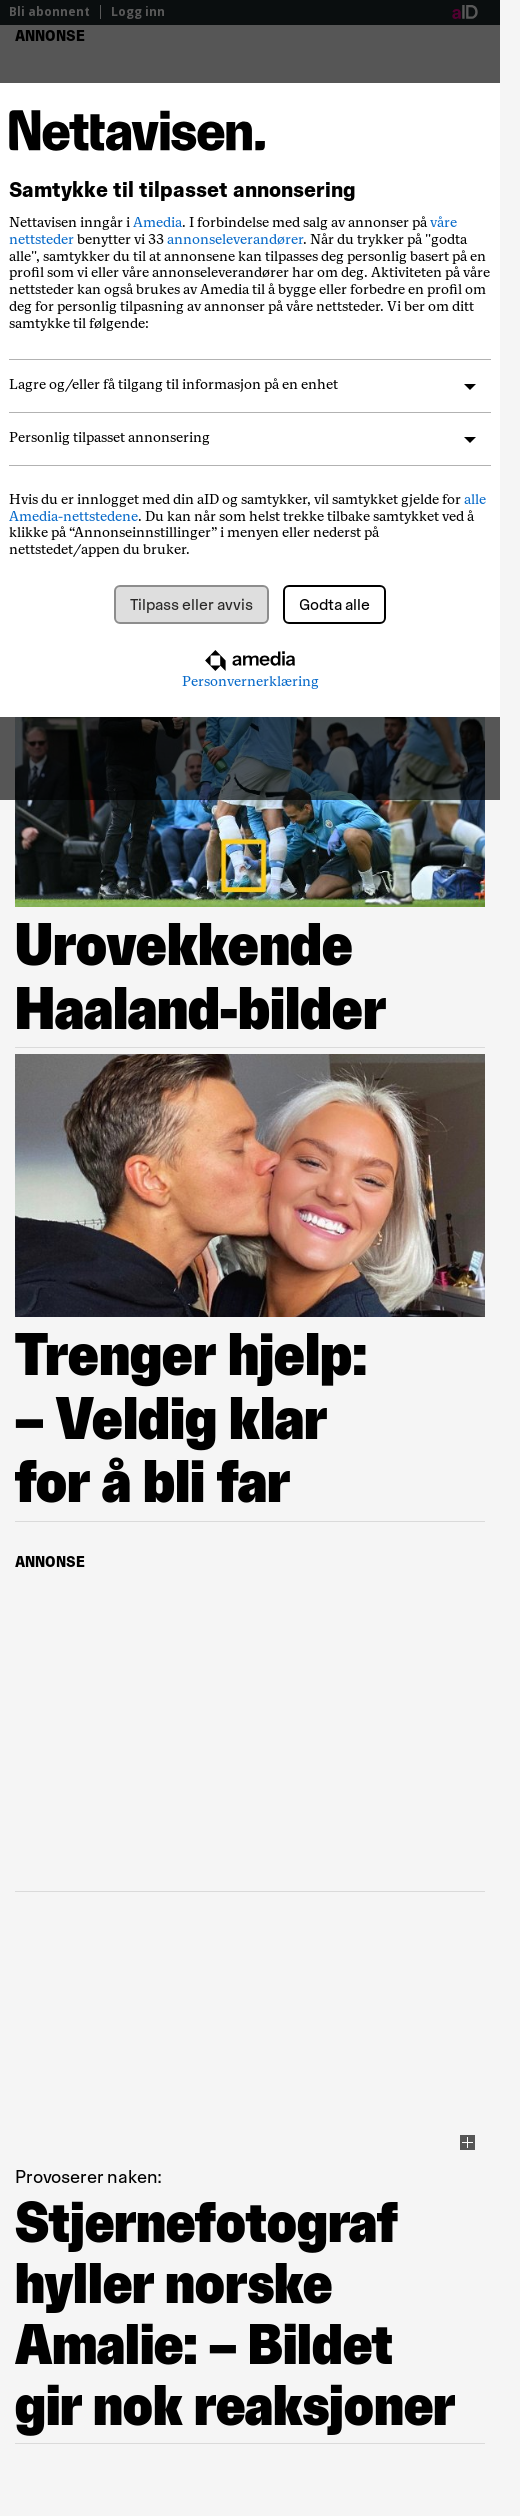 Bli abonnent | Logg inn
aID
ANNONSE
Nettavisen.
Samtykke til tilpasset annonsering
Nettavisen inngår i Amedia. I forbindelse med salg av annonser på våre
nettsteder benytter vi 33 annonseleverandører. Når du trykker på "godta
alle", samtykker du til at annonsene kan tilpasses deg personlig basert på en
profil som vi eller våre annonseleverandører har om deg. Aktiviteten på våre
nettsteder kan også brukes av Amedia til å bygge eller forbedre en profil om
deg for personlig tilpasning av annonser på våre nettsteder. Vi ber om ditt
samtykke til følgende:
Lagre og/eller få tilgang til informasjon på en enhet
Personlig tilpasset annonsering
Hvis du er innlogget med din aID og samtykker, vil samtykket gjelde for alle
Amedia-nettstedene. Du kan når som helst trekke tilbake samtykket ved å
klikke på “Annonseinnstillinger” i menyen eller nederst på
nettstedet/appen du bruker.
Tilpass eller avvis
Godta alle
amedia
Personvernerklæring
Urovekkende
Haaland-bilder
Trenger hjelp:
– Veldig klar
for å bli far
ANNONSE
Provoserer naken:
Stjernefotograf
hyller norske
Amalie: – Bildet
gir nok reaksjoner